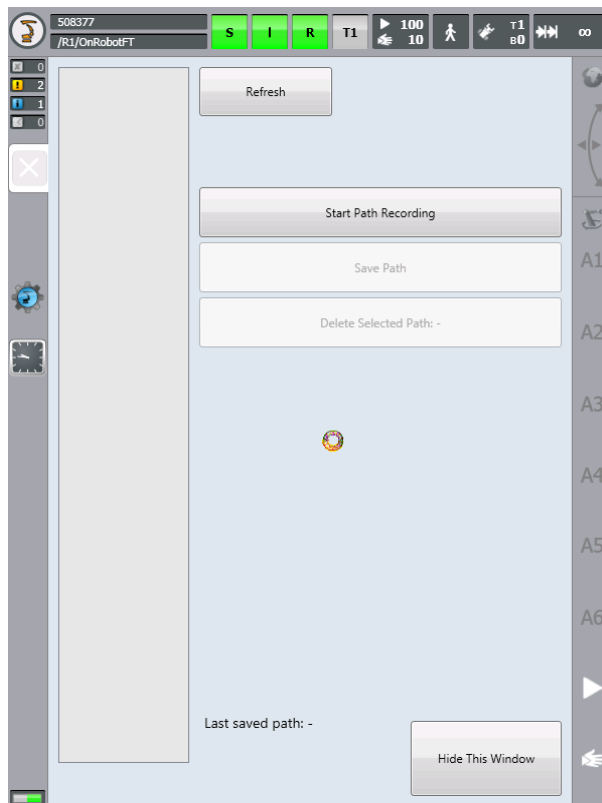 508377
/R1/OnRobotFT
S I R T1 100 10 T1 B0 ∞
0
2
1
0
Refresh
Start Path Recording
Save Path
Delete Selected Path: -
A1
A2
A3
A4
A5
A6
Last saved path: -
Hide This Window